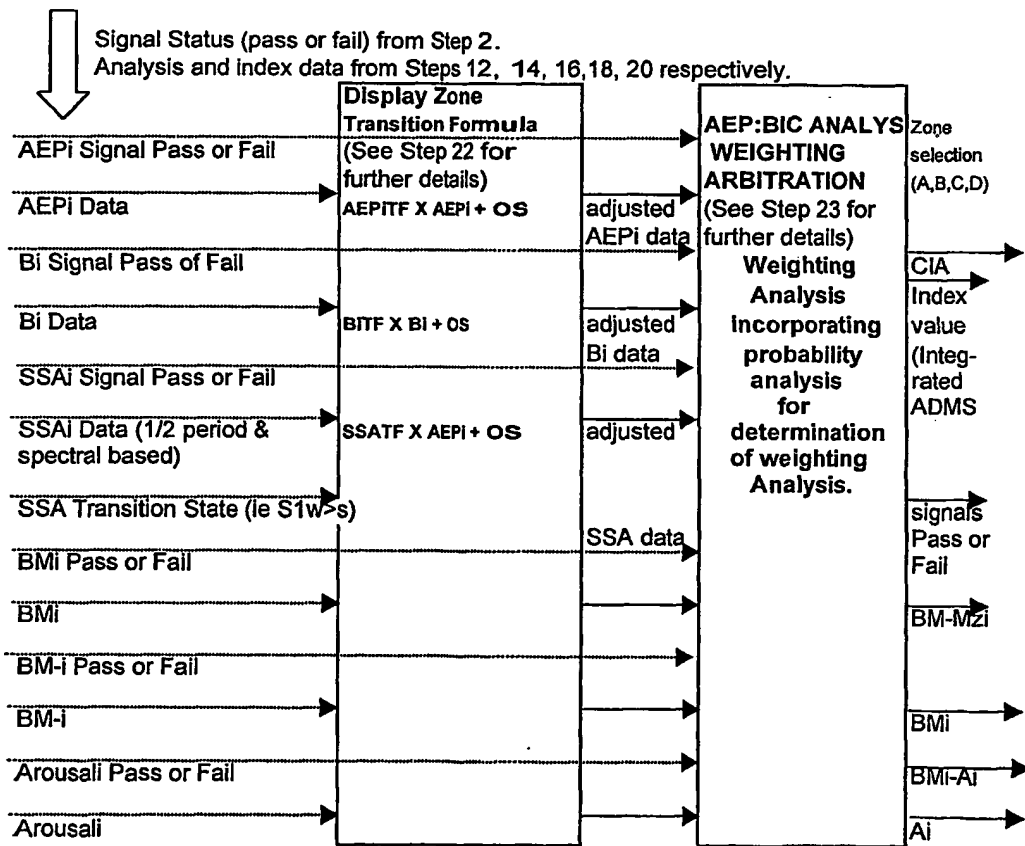 Signal Status (pass or fail) from Step 2.
Analysis and index data from Steps 12, 14, 16,18, 20 respectively.
Display Zone
Transition Formula
(See Step 22 for
further details)
AEPiTF X AEPi + OS
BiTF X Bi + OS
SSATF X AEPi + OS
AEP:BIC ANALYS
WEIGHTING
ARBITRATION
(See Step 23 for
further details)
Weighting
Analysis
incorporating
probability
analysis
for
determination
of weighting
Analysis.
AEPi Signal Pass or Fail
AEPi Data
Bi Signal Pass of Fail
Bi Data
SSAi Signal Pass or Fail
SSAi Data (1/2 period &
spectral based)
SSA Transition State (ie S1w>s)
BMi Pass or Fail
BMi
BM-i Pass or Fail
BM-i
Arousali Pass or Fail
Arousali
adjusted
AEPi data
adjusted
Bi data
adjusted
SSA data
Zone
selection
(A,B,C,D)
CIA
Index
value
(Integ-
rated
ADMS
signals
Pass or
Fail
BM-Mzi
BMi
BMi-Ai
Ai